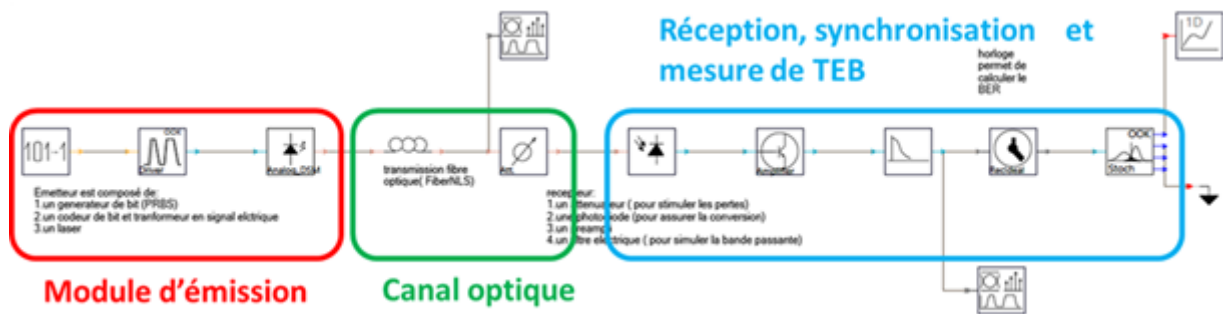 Réception, synchronisation et
mesure de TEB
1D
horloge
permet de
calculer le
BER
101-1
OOK
Driver
Analog_DSM
transmission fibre
optique( FiberNLS)
Att.
Amplifier
RecIdeal
OOK
Stoch
Emetteur est composé de:
1.un generateur de bit (PRBS)
2.un codeur de bit et tranformeur en signal elctrique
3.un laser
recepteur:
1.un attenuateur ( pour stimuler les pertes)
2.une photodiode (pour assurer la conversion)
3.un preampli
4.un filtre electrique ( pour simuler la bande passante)
Module d'émission
Canal optique